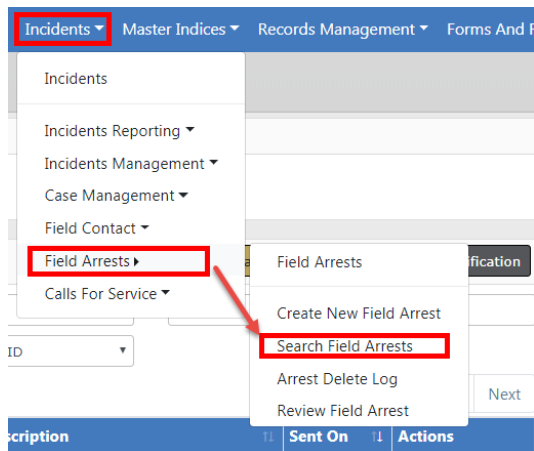 Incidents Master Indices Records Management Forms And
Incidents
Incidents Reporting
Incidents Management
Case Management
Field Contact
Field Arrests
Calls For Service
Field Arrests
Create New Field Arrest
Search Field Arrests
Arrest Delete Log
Review Field Arrest
ification
ID
Next
scription Sent On Actions